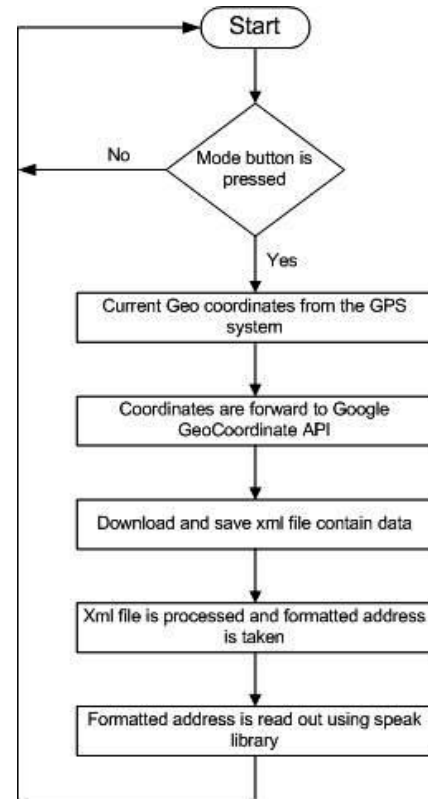 Start
Mode button is
pressed
No
Yes
Current Geo coordinates from the GPS
system
Coordinates are forward to Google
GeoCoordinate API
Download and save xml file contain data
Xml file is processed and formatted address
is taken
Formatted address is read out using speak
library